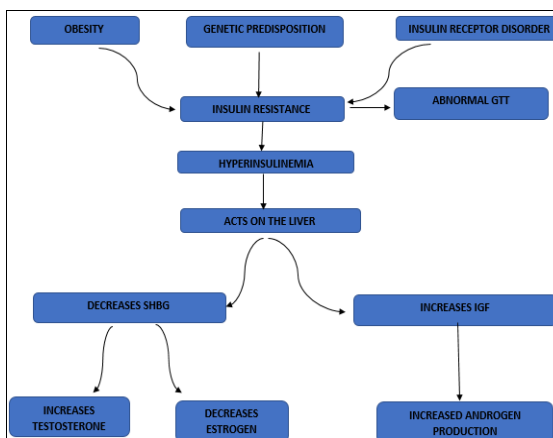 OBESITY
GENETIC PREDISPOSITION
INSULIN RECEPTOR DISORDER
INSULIN RESISTANCE
ABNORMAL GTT
HYPERINSULINEMIA
ACTS ON THE LIVER
DECREASES SHBG
INCREASES IGF
INCREASES
TESTOSTERONE
DECREASES
ESTROGEN
INCREASED ANDROGEN
PRODUCTION